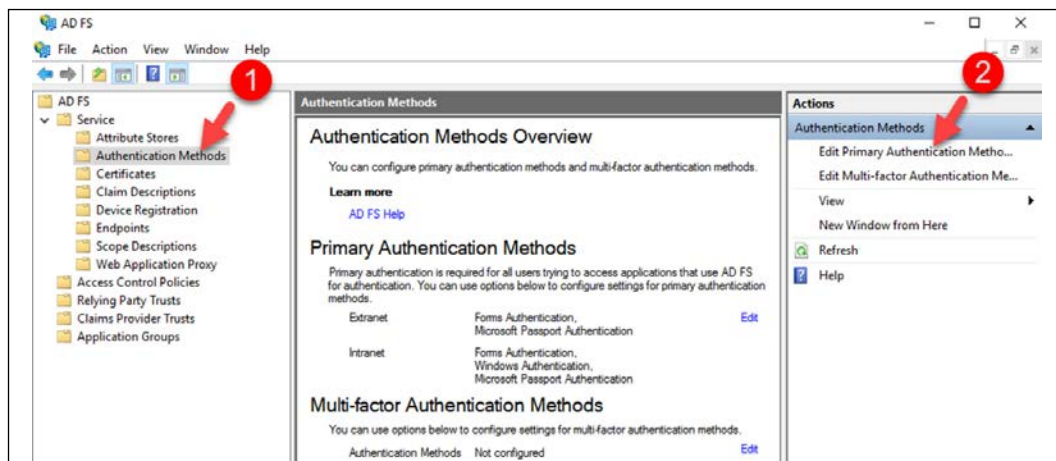 AD FS
File Action View Window Help
1
2
AD FS
Service
Attribute Stores
Authentication Methods
Certificates
Claim Descriptions
Device Registration
Endpoints
Scope Descriptions
Web Application Proxy
Access Control Policies
Relying Party Trusts
Claims Provider Trusts
Application Groups
Authentication Methods
Authentication Methods Overview
You can configure primary authentication methods and multi-factor authentication methods.
Learn more
AD FS Help
Primary Authentication Methods
Primary authentication is required for all users trying to access applications that use AD FS
for authentication. You can use options below to configure settings for primary authentication
methods.
Extranet Forms Authentication, Edit
Microsoft Passport Authentication
Intranet Forms Authentication,
Windows Authentication,
Microsoft Passport Authentication
Multi-factor Authentication Methods
You can use options below to configure settings for multi-factor authentication methods.
Authentication Methods Not configured Edit
Actions
Authentication Methods
Edit Primary Authentication Metho...
Edit Multi-factor Authentication Me...
View
New Window from Here
Refresh
Help